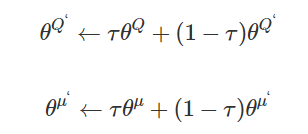 θ^Q‘ ← τθ^Q + (1 − τ)θ^Q‘
θ^μ‘ ← τθ^μ + (1 − τ)θ^μ‘